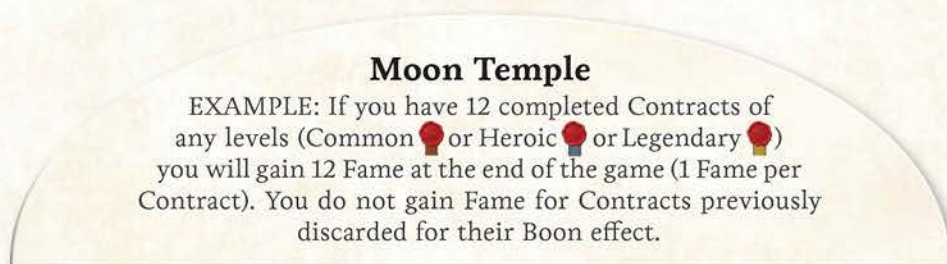 Moon Temple
EXAMPLE: If you have 12 completed Contracts of
any levels (Common or Heroic or Legendary )
you will gain 12 Fame at the end of the game (1 Fame per
Contract). You do not gain Fame for Contracts previously
discarded for their Boon effect.